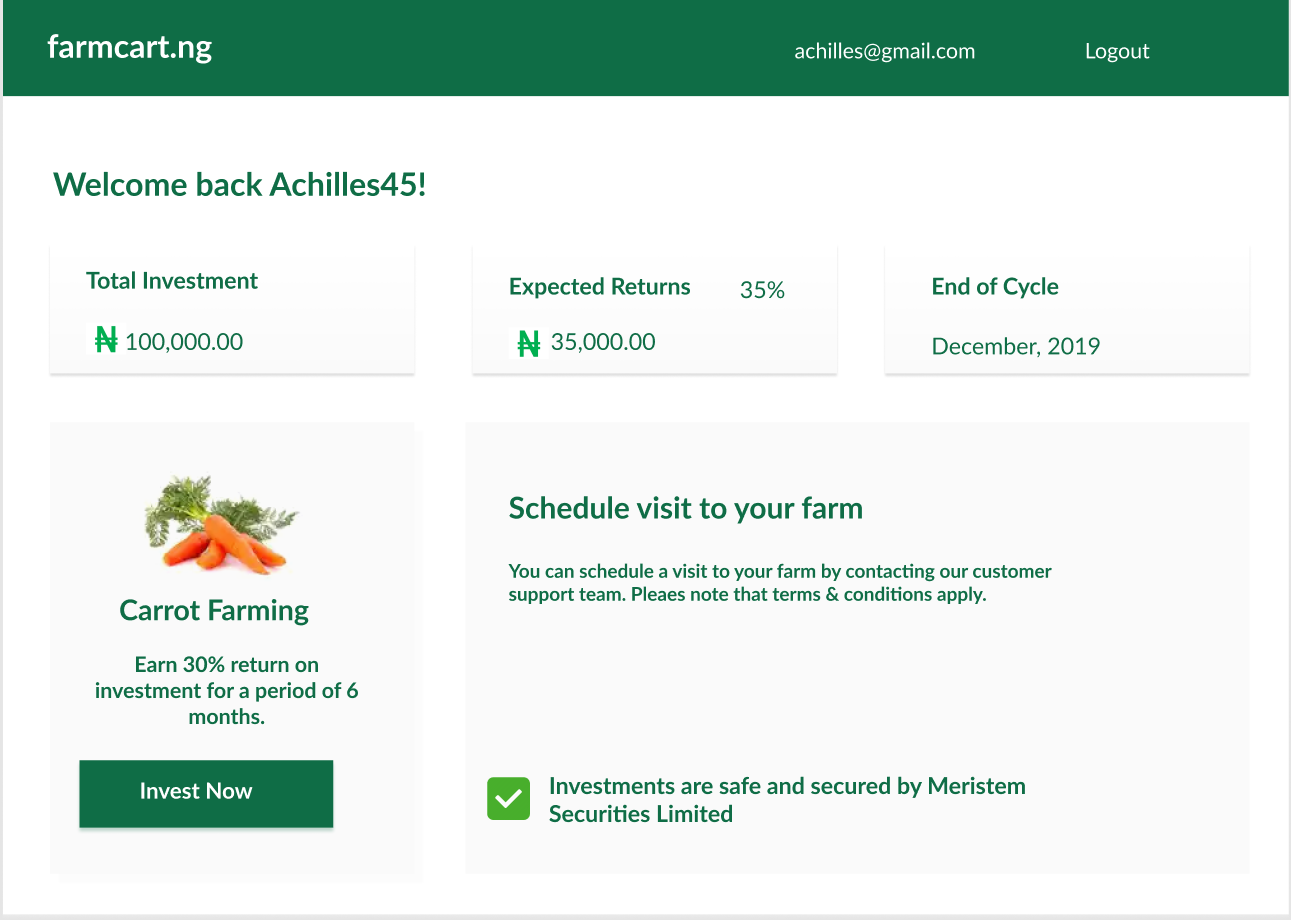 farmcart.ng
achilles@gmail.com
Logout
Welcome back Achilles45!
Total Investment
₦ 100,000.00
Expected Returns 35%
₦ 35,000.00
End of Cycle
December, 2019
Carrot Farming
Earn 30% return on
investment for a period of 6
months.
Invest Now
Schedule visit to your farm
You can schedule a visit to your farm by contacting our customer
support team. Pleaes note that terms & conditions apply.
Investments are safe and secured by Meristem
Securities Limited